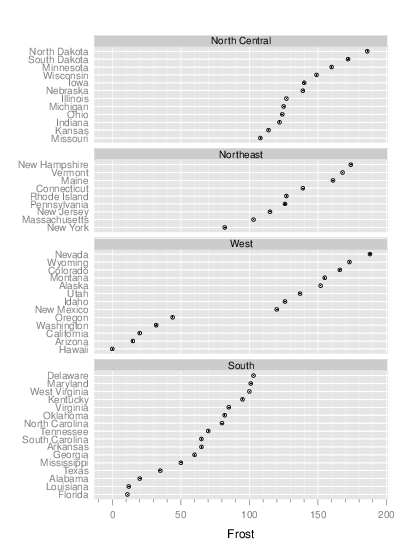 North Central
North Dakota
South Dakota
Minnesota
Wisconsin
Iowa
Nebraska
Illinois
Michigan
Ohio
Indiana
Kansas
Missouri
Northeast
New Hampshire
Vermont
Maine
Connecticut
Rhode Island
Pennsylvania
New Jersey
Massachusetts
New York
West
Nevada
Wyoming
Colorado
Montana
Alaska
Utah
Idaho
New Mexico
Oregon
Washington
California
Arizona
Hawaii
South
Delaware
Maryland
West Virginia
Kentucky
Virginia
Oklahoma
North Carolina
Tennessee
South Carolina
Arkansas
Georgia
Mississippi
Texas
Alabama
Louisiana
Florida
0 50 100 150 200
Frost